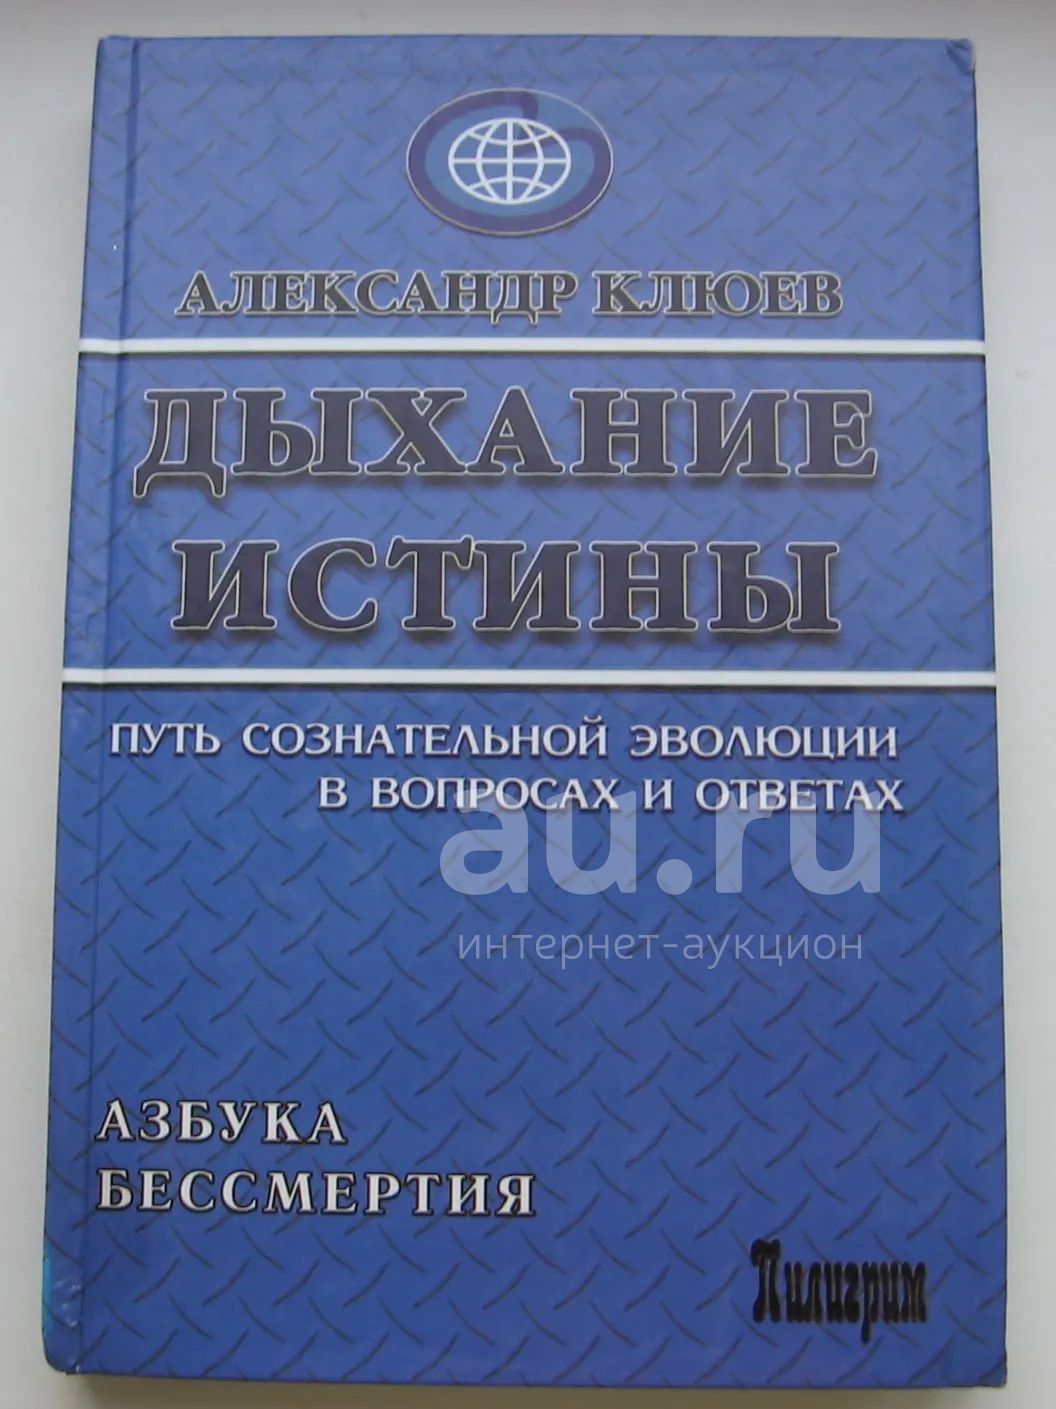 АЛЕКСАНДР КЛЮЕВ
ДЫХАНИЕ
ИСТИНЫ
ПУТЬ СОЗНАТЕЛЬНОЙ ЭВОЛЮЦИИ
В ВОПРОСАХ И ОТВЕТАХ
au.ru
интернет-аукцион
АЗБУКА
БЕССМЕРТИЯ
Пилигрим